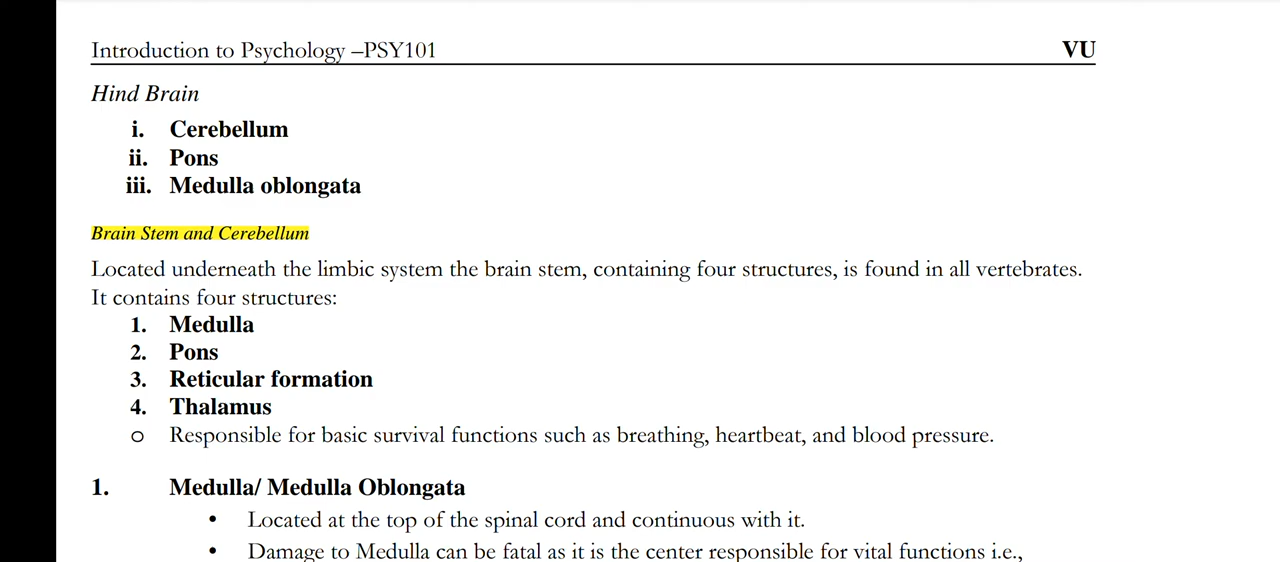 Introduction to Psychology –PSY101 VU
Hind Brain
i. Cerebellum
ii. Pons
iii. Medulla oblongata
Brain Stem and Cerebellum
Located underneath the limbic system the brain stem, containing four structures, is found in all vertebrates.
It contains four structures:
1. Medulla
2. Pons
3. Reticular formation
4. Thalamus
o Responsible for basic survival functions such as breathing, heartbeat, and blood pressure.
1. Medulla/ Medulla Oblongata
• Located at the top of the spinal cord and continuous with it.
• Damage to Medulla can be fatal as it is the center responsible for vital functions i.e.,